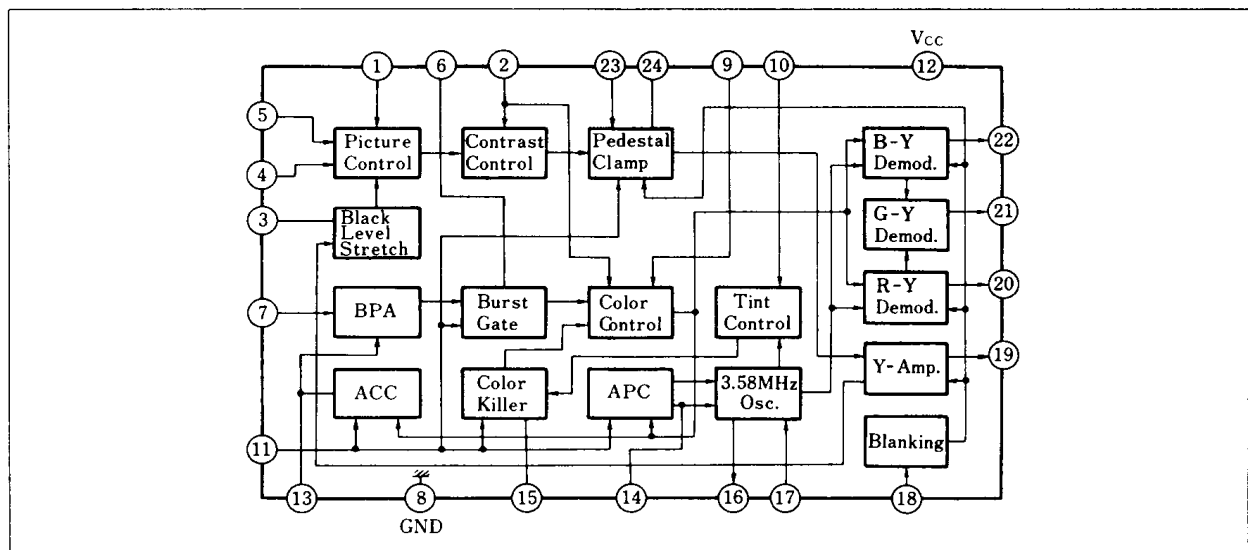 VCC
1
6
2
23
24
9
10
12
5
4
3
7
11
Picture
Control
Contrast
Control
Pedestal
Clamp
B-Y
Demod.
22
Black
Level
Stretch
G-Y
Demod.
21
BPA
Burst
Gate
Color
Control
Tint
Control
R-Y
Demod.
20
ACC
Color
Killer
APC
3.58MHz
Osc.
Y-Amp.
19
Blanking
13
8
15
14
16
17
18
GND